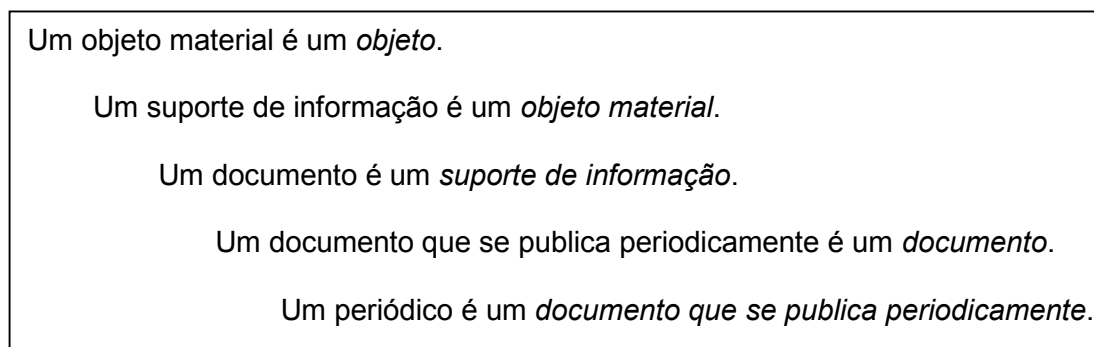 Um objeto material é um objeto.
Um suporte de informação é um objeto material.
Um documento é um suporte de informação.
Um documento que se publica periodicamente é um documento.
Um periódico é um documento que se publica periodicamente.